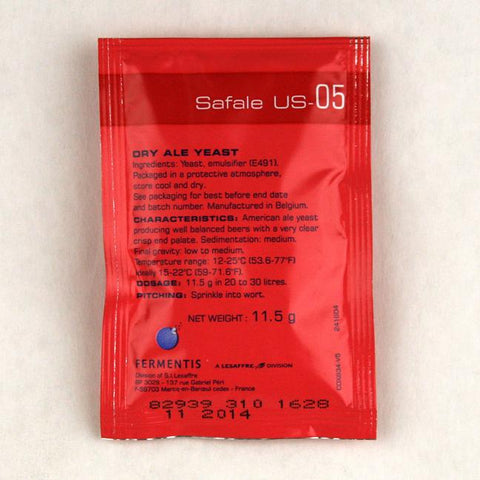 Safale US-05
DRY ALE YEAST
Ingredients: Yeast, emulsifier (E491).
Packaged in a protective atmosphere,
store cool and dry.
See packaging for best before end date
and batch number. Manufactured in Belgium.
CHARACTERISTICS: American ale yeast
producing well balanced beers with a very clear
crisp end palate. Sedimentation: medium.
Final gravity: low to medium.
Temperature range: 12-25°C (53.6-77°F)
ideally 15-22°C (59-71.6°F).
DOSAGE: 11.5 g in 20 to 30 litres.
PITCHING: Sprinkle into wort.
NET WEIGHT: 11.5 g
FERMENTIS
A LESAFFRE DIVISION
Division of S.I.Lesaffre
BP 3029 - 137 rue Gabriel Péri
F-59703 Marcq-en-Baroeul cedex - France
82939 310 1628
11 2014